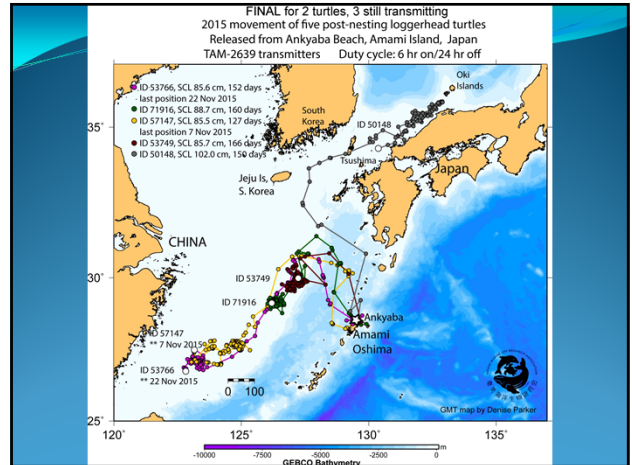 FINAL for 2 turtles, 3 still transmitting
2015 movement of five post-nesting loggerhead turtles
Released from Ankyaba Beach, Amami Island, Japan
TAM-2639 transmitters Duty cycle: 6 hr on/24 hr off
ID 53766, SCL 85.6 cm, 152 days
last position 22 Nov 2015
ID 71916, SCL 88.7 cm, 160 days
ID 57147, SCL 85.5 cm, 127 days
last position 7 Nov 2015
ID 53749, SCL 85.7 cm, 166 days
ID 50148, SCL 102.0 cm, 150 days
Oki
Islands
South
Korea
ID 50148
35°
35°
Tsushima
Japan
Jeju Is,
S. Korea
CHINA
ID 53749
30°
30°
ID 71916
Ankyaba
Amami
Oshima
ID 57147
** 7 Nov 2015
ID 53766
** 22 Nov 2015
0 100
GMT map by Denise Parker
25°
25°
120°
125°
130°
135°
-10000
-7500
-5000
-2500
0
m
GEBCO Bathymetry